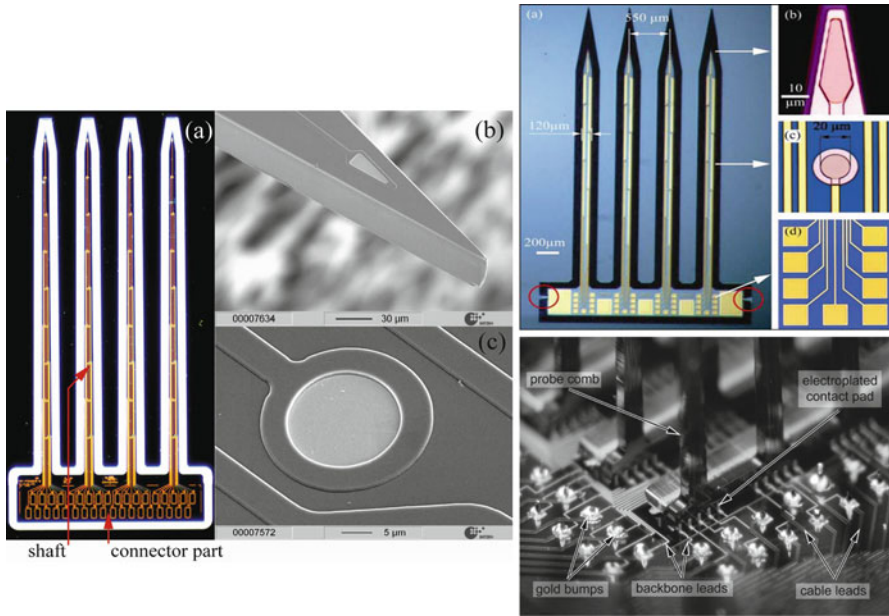 (a)
(b)
00007634
30 µm
(c)
00007572
5 µm
shaft
connector part
(a)
550 µm
120µm
200µm
(b)
10
µm
(c)
20 µm
(d)
probe comb
electroplated
contact pad
gold bumps
backbone leads
cable leads